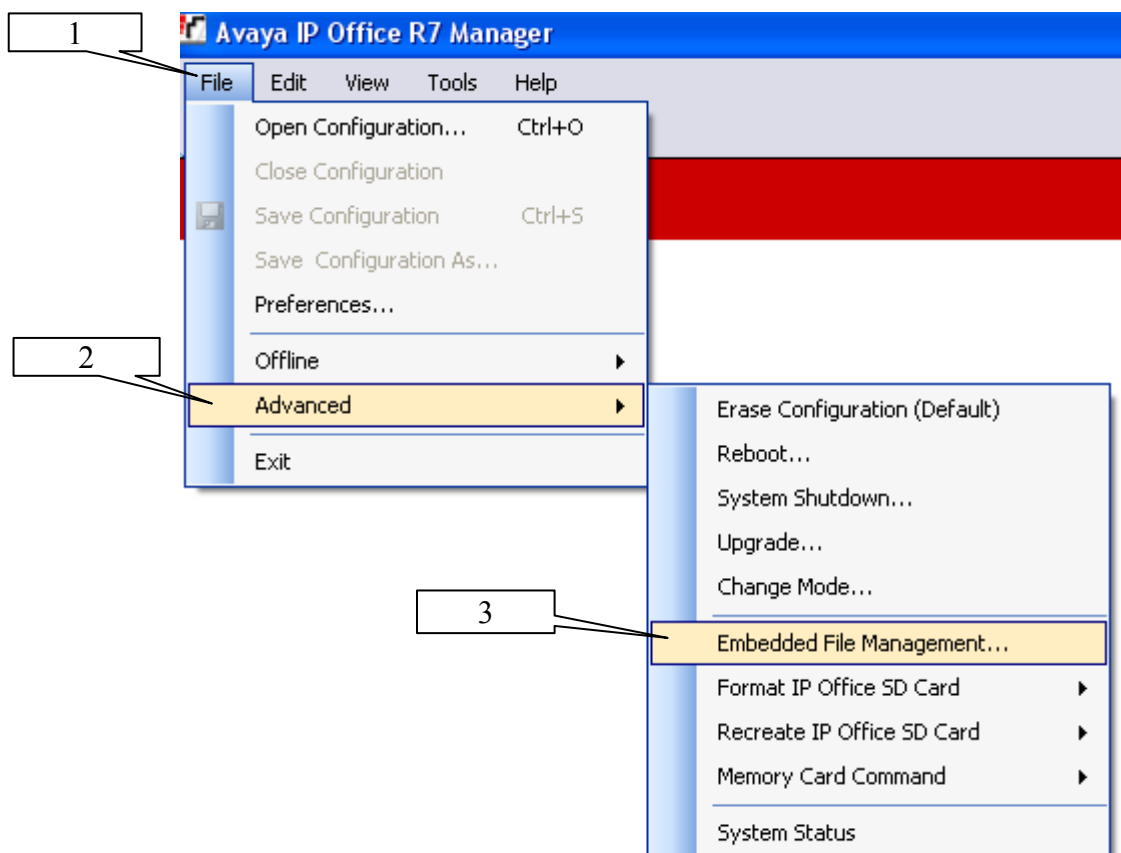 1
Avaya IP Office R7 Manager
File Edit View Tools Help
Open Configuration... Ctrl+O
Close Configuration
Save Configuration Ctrl+S
Save  Configuration As...
Preferences...
2
Offline
Advanced
Exit
Erase Configuration (Default)
Reboot...
System Shutdown...
Upgrade...
Change Mode...
3
Embedded File Management...
Format IP Office SD Card
Recreate IP Office SD Card
Memory Card Command
System Status